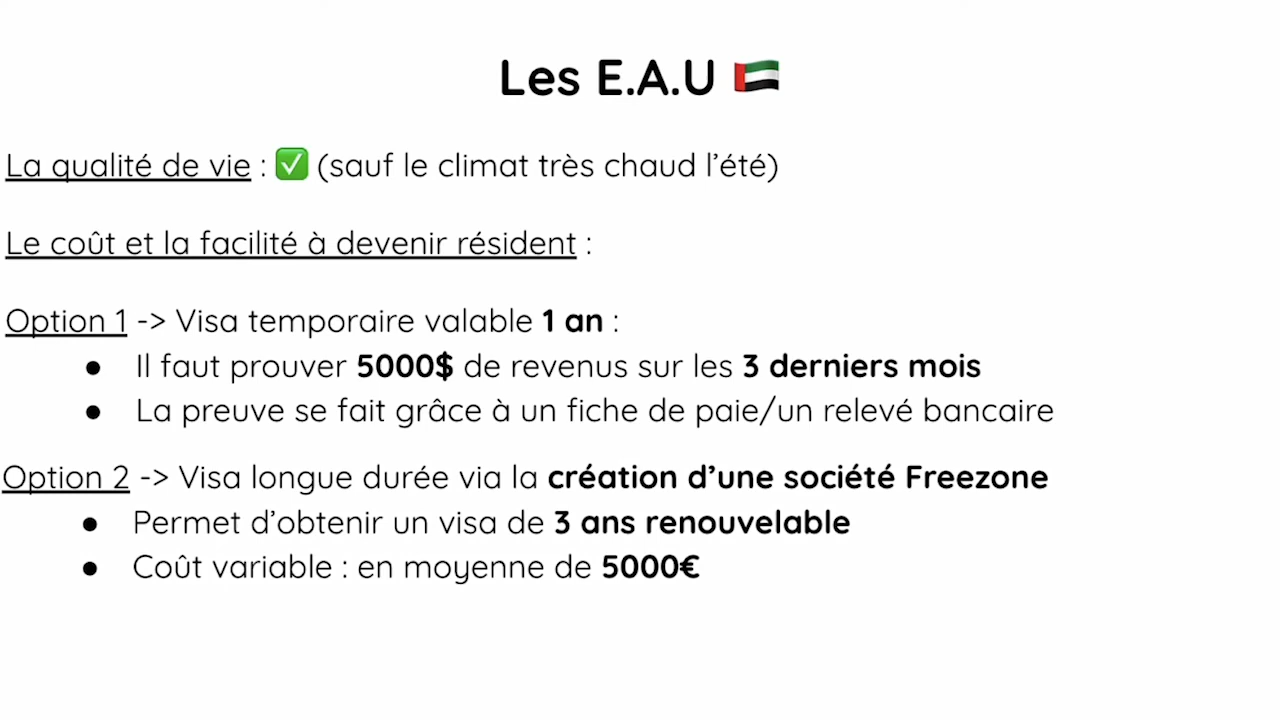 Les E.A.U 🇦🇪
La qualité de vie : ✅ (sauf le climat très chaud l’été)
Le coût et la facilité à devenir résident :
Option 1 -> Visa temporaire valable 1 an :
● Il faut prouver 5000$ de revenus sur les 3 derniers mois
● La preuve se fait grâce à un fiche de paie/un relevé bancaire
Option 2 -> Visa longue durée via la création d’une société Freezone
● Permet d’obtenir un visa de 3 ans renouvelable
● Coût variable : en moyenne de 5000€